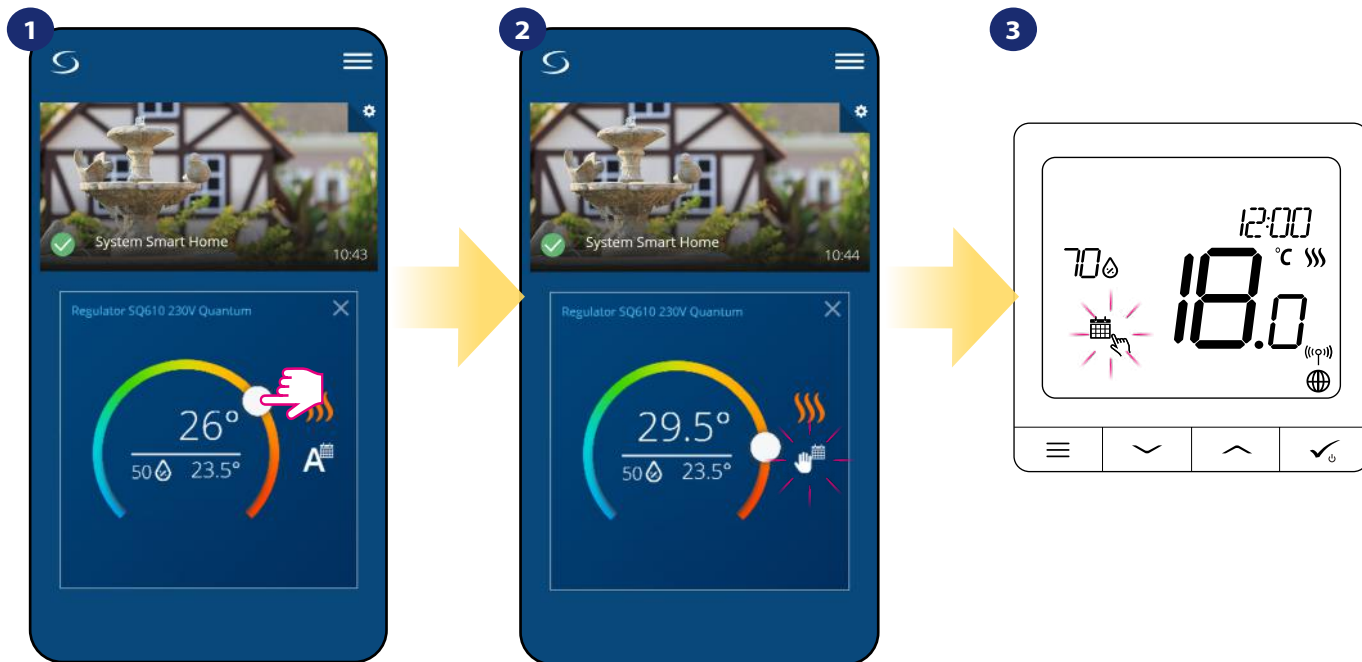 1
System Smart Home
10:43
Regulator SQ610 230V Quantum
26°
50 23.5°
A
2
System Smart Home
10:44
Regulator SQ610 230V Quantum
29.5°
50 23.5°
3
12:00
70
°C
18.0